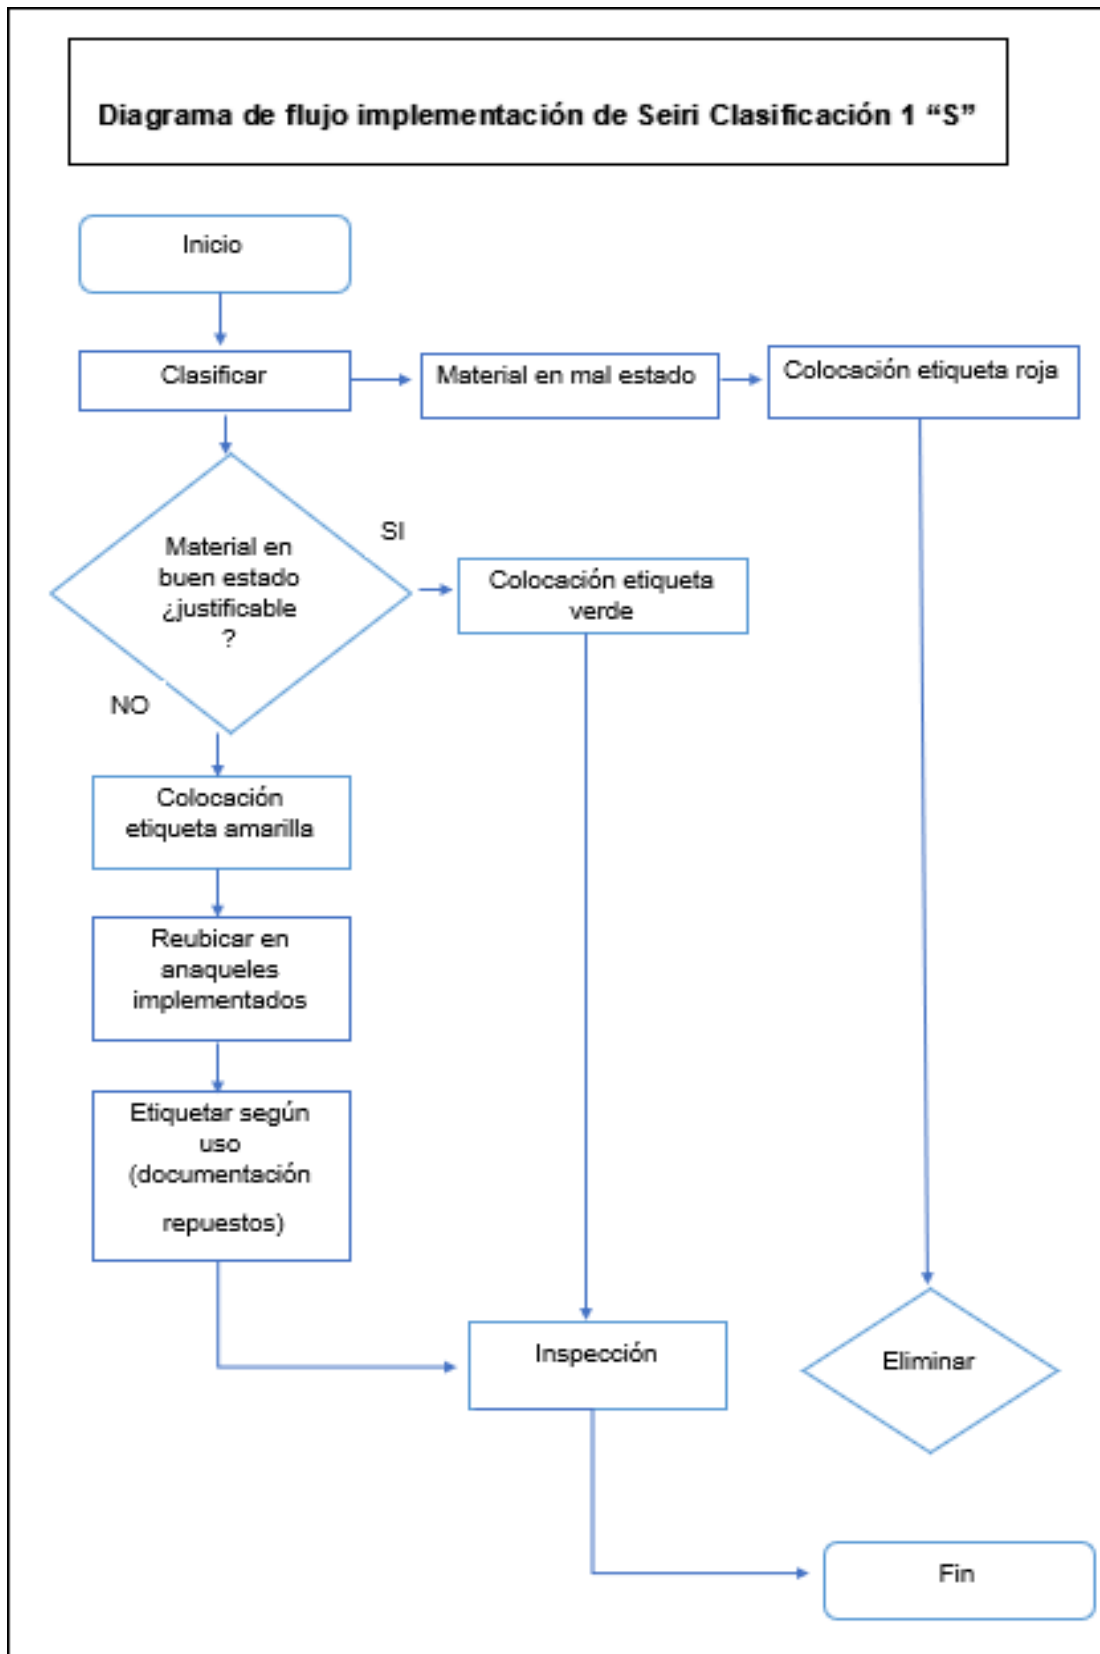 Diagrama de flujo implementación de Seiri Clasificación 1 “S”
Inicio
Clasificar
Material en mal estado
Colocación etiqueta roja
SI
Material en
buen estado
¿justificable
?
Colocación etiqueta
verde
NO
Colocación
etiqueta amarilla
Reubicar en
anaqueles
implementados
Etiquetar según
uso
(documentación
repuestos)
Inspección
Eliminar
Fin